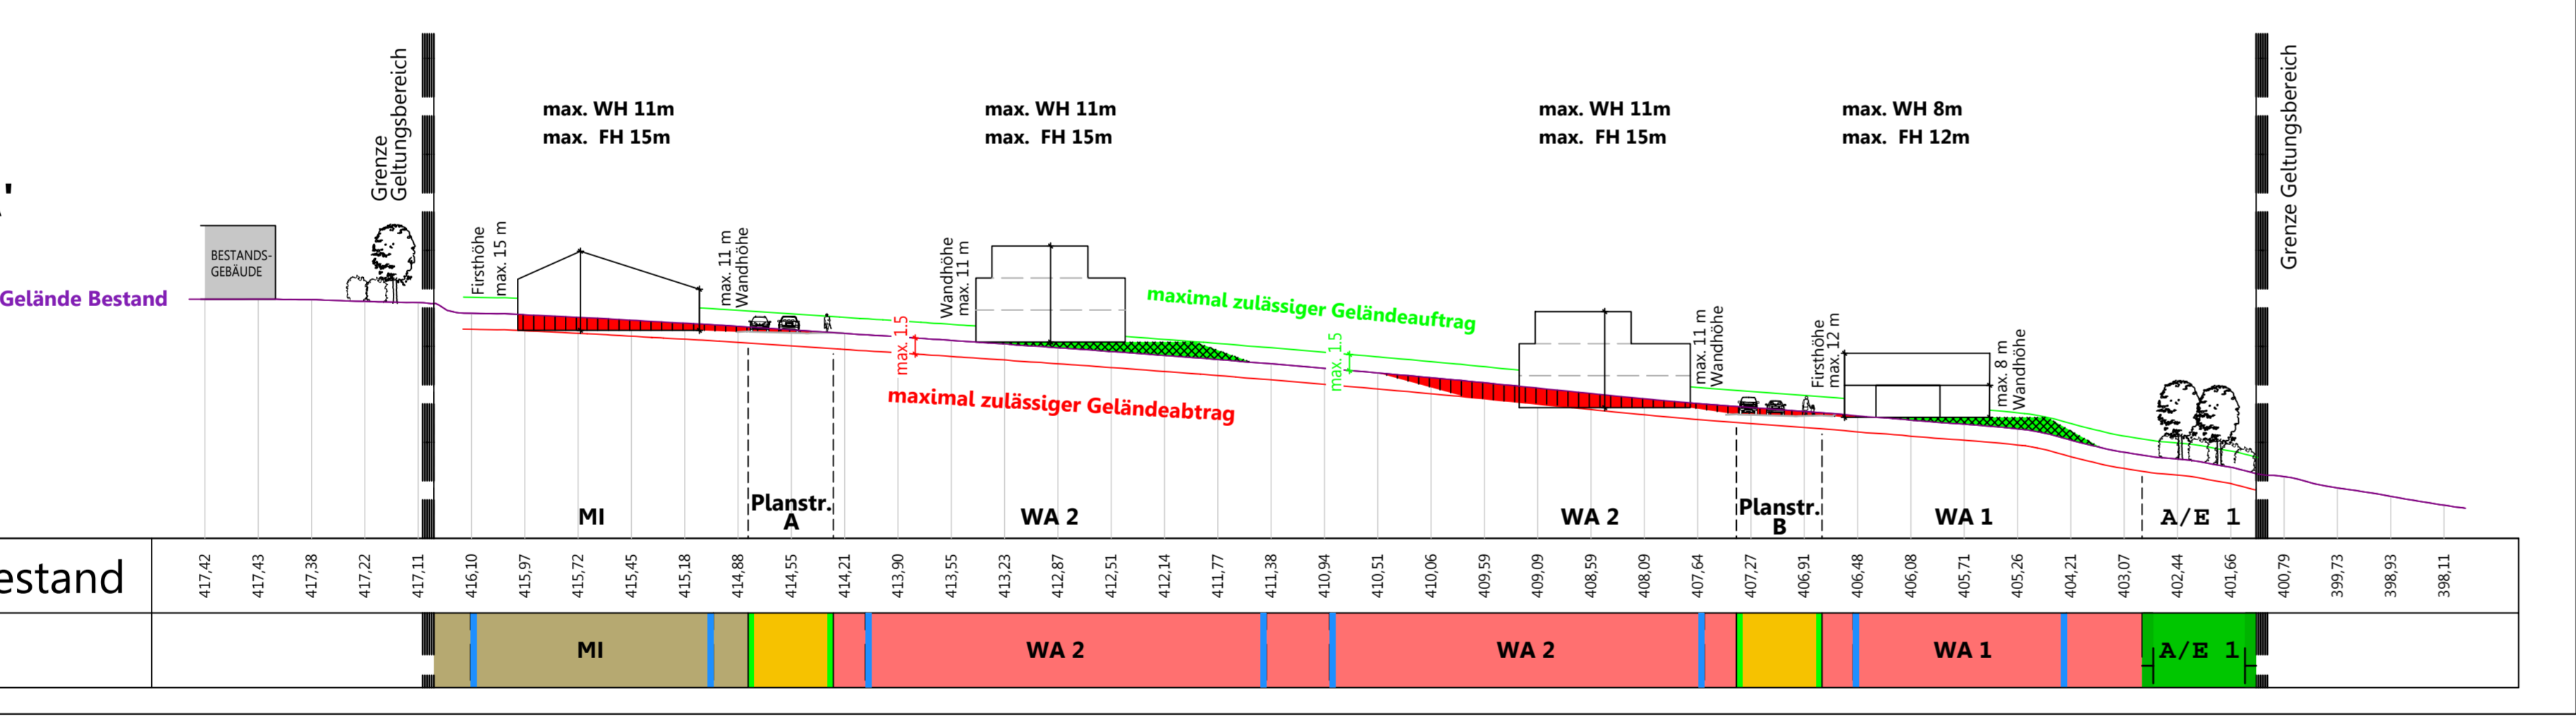 Grenze
Geltungsbereich
max. WH 11m
max. FH 15m
max. WH 11m
max. FH 15m
max. WH 11m
max. FH 15m
max. WH 8m
max. FH 12m
Grenze Geltungsbereich
BESTANDS-
GEBÄUDE
Gelände Bestand
Firsthöhe
max. 15 m
max. 11 m
Wandhöhe
Wandhöhe
max. 11 m
maximal zulässiger Geländeauftrag
max. 1.5
max. 1.5
maximal zulässiger Geländeabtrag
max. 11 m
Wandhöhe
Firsthöhe
max. 12 m
max. 8 m
Wandhöhe
MI
Planstr.
A
WA 2
WA 2
Planstr.
B
WA 1
A/E 1
estand
417,42
417,43
417,38
417,22
417,11
416,10
415,97
415,72
415,45
415,18
414,88
414,55
414,21
413,90
413,55
413,23
412,87
412,51
412,14
411,77
411,38
410,94
410,51
410,06
409,59
409,09
408,59
408,09
407,64
407,27
406,91
406,48
406,08
405,71
405,26
404,21
403,07
402,44
401,66
400,79
399,73
398,93
398,11
MI
WA 2
WA 2
WA 1
A/E 1